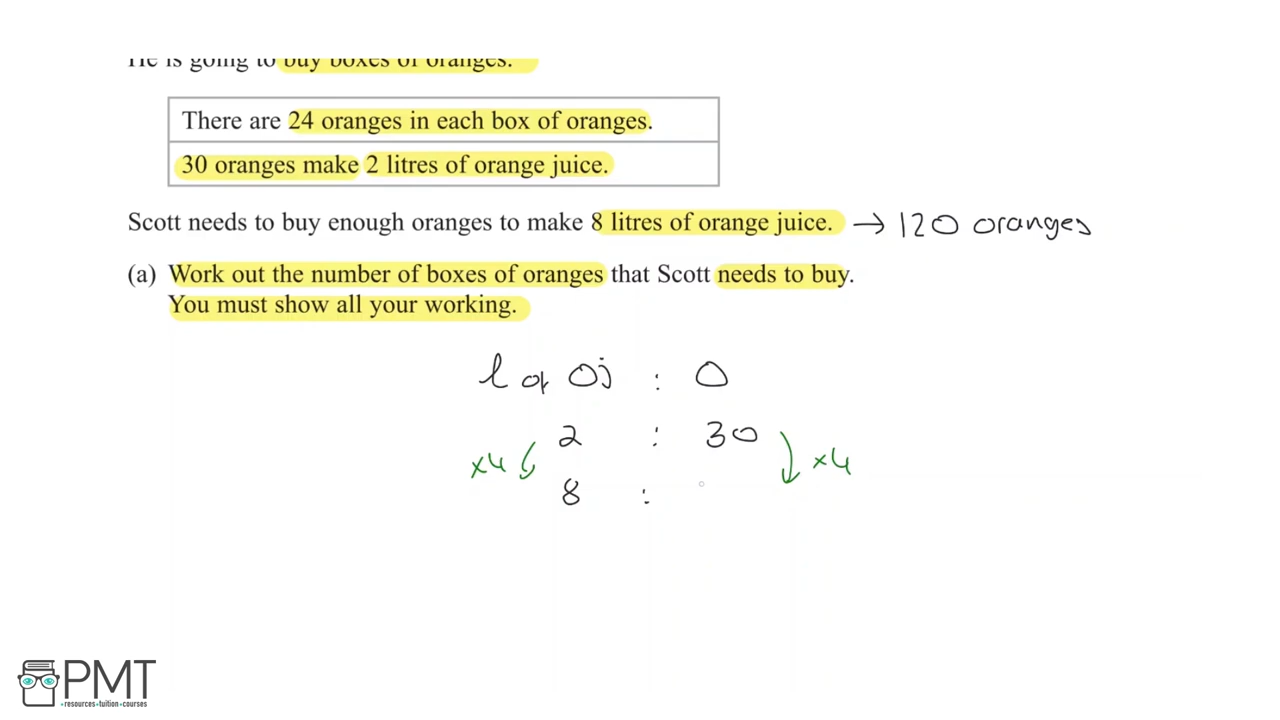 He is going to buy boxes of oranges.
There are 24 oranges in each box of oranges.
30 oranges make 2 litres of orange juice.
Scott needs to buy enough oranges to make 8 litres of orange juice. → 120 oranges
(a) Work out the number of boxes of oranges that Scott needs to buy.
You must show all your working.
l of OJ : O
2 : 30
x4 x4
8 :
PMT
•resources•tuition•courses